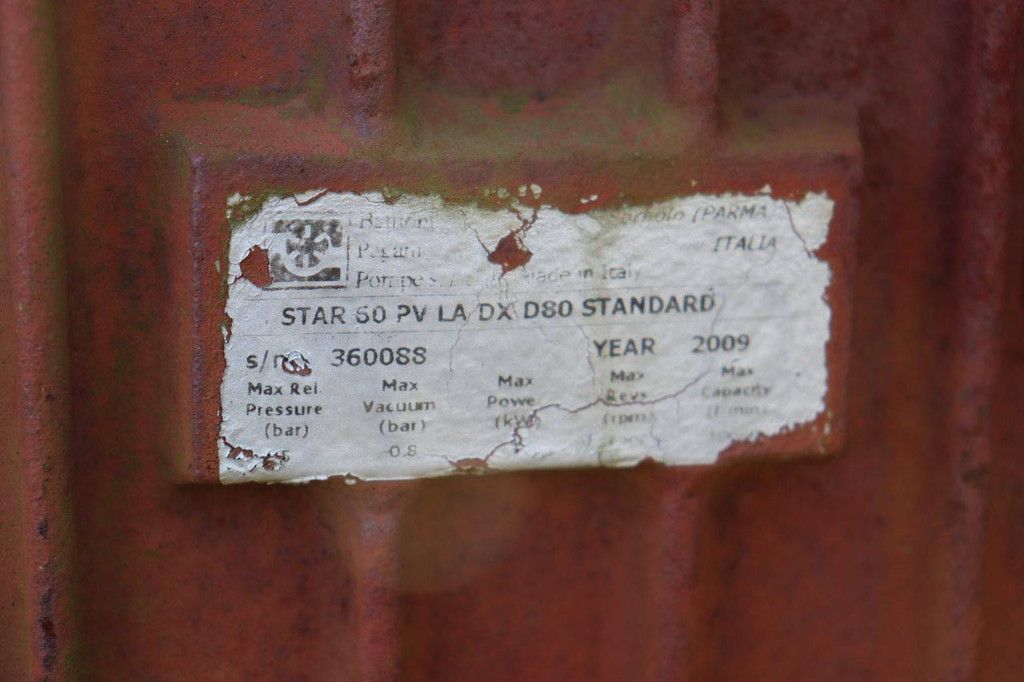 (PARMA
ITALIA
Made in Italy
STAR 60 PV LA DX D80 STANDARD
360088 YEAR 2009
Max Rel. Max Max Max Max
Pressure Vacuum Revs Capacity
(bar) (bar) (kW) (rpm)
0.8